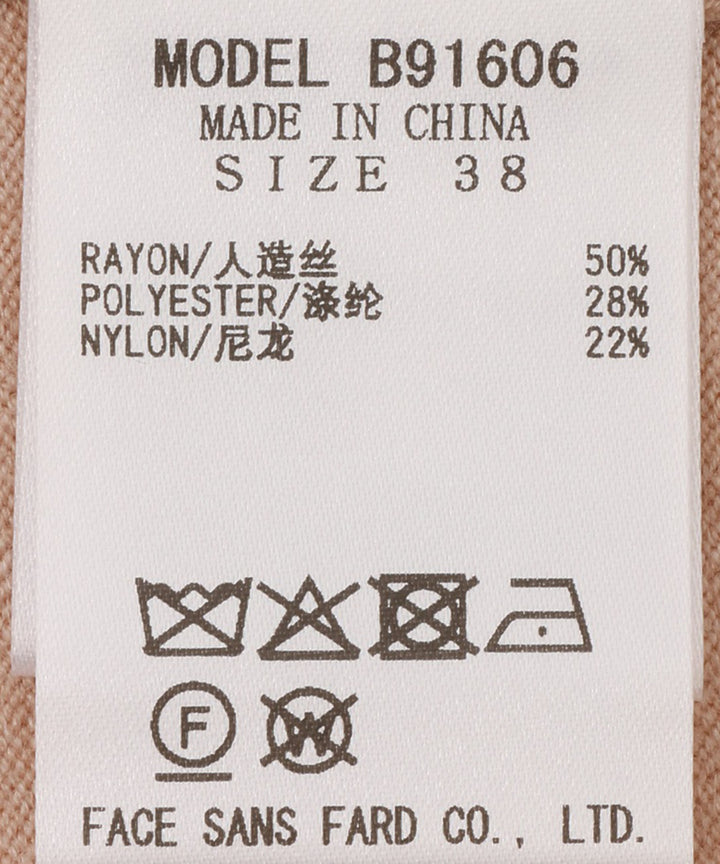 MODEL B91606
MADE IN CHINA
SIZE 38
RAYON/人造丝 50%
POLYESTER/涤纶 28%
NYLON/尼龙 22%
F W
FACE SANS FARD CO., LTD.